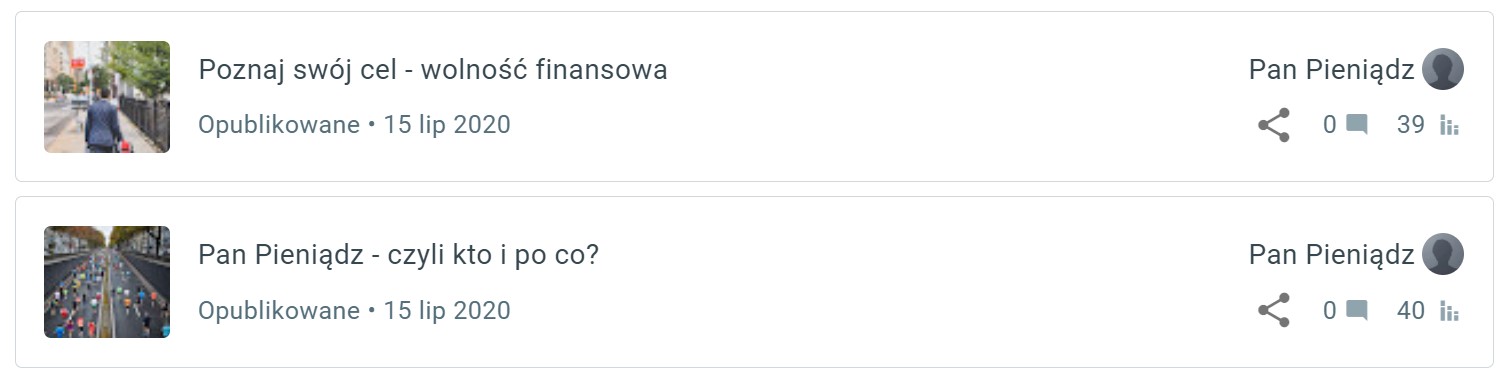 Poznaj swój cel - wolność finansowa
Pan Pieniądz
Opublikowane • 15 lip 2020
0 39
Pan Pieniądz - czyli kto i po co?
Pan Pieniądz
Opublikowane • 15 lip 2020
0 40